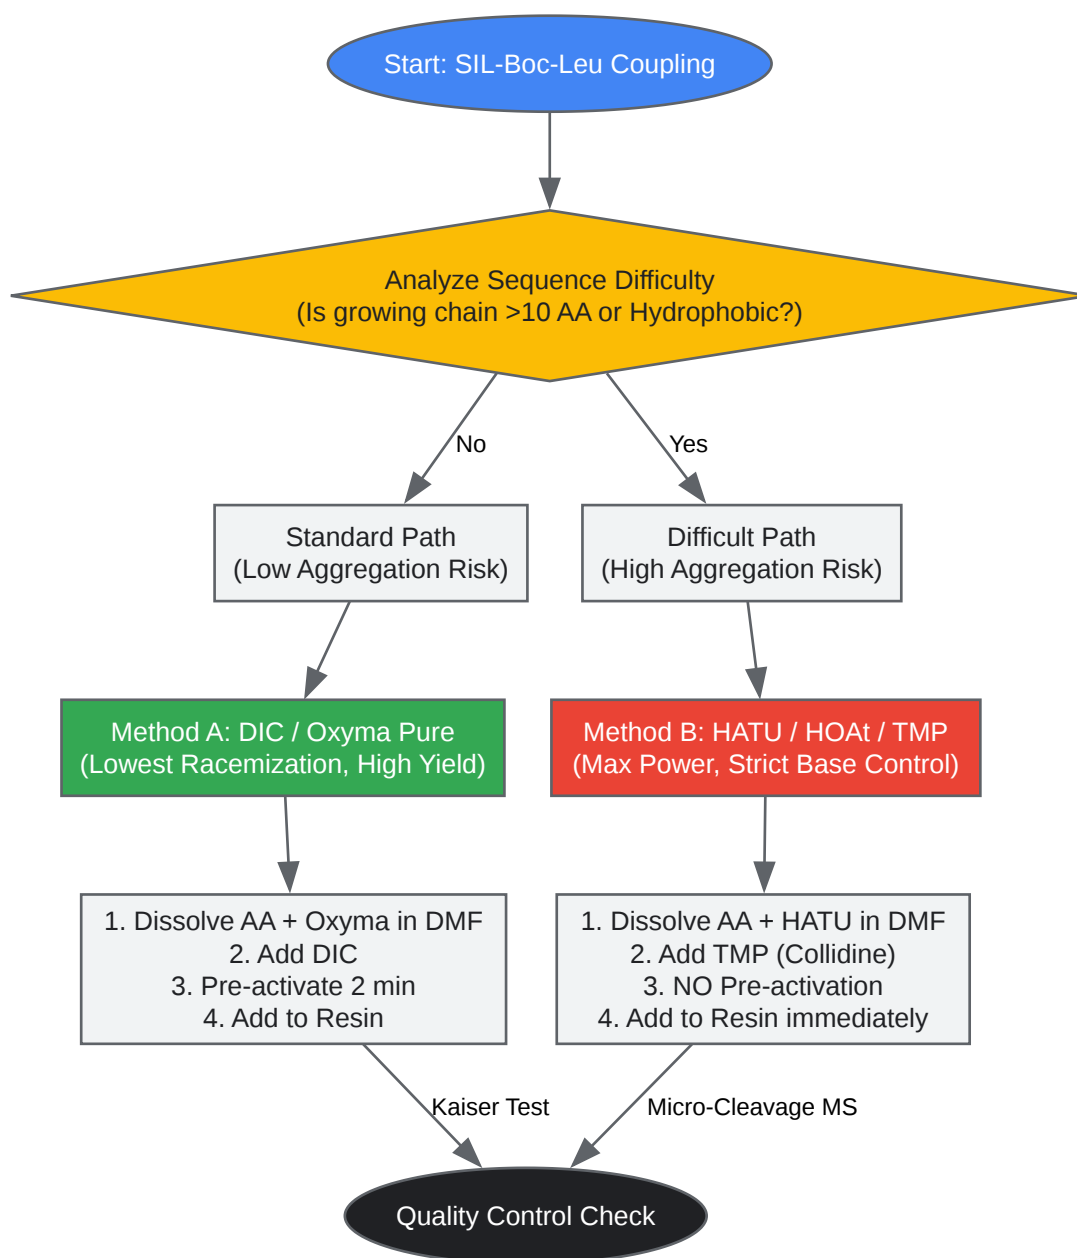 Start: SIL-Boc-Leu Coupling
Analyze Sequence Difficulty
(Is growing chain >10 AA or Hydrophobic?)
No
Yes
Standard Path
(Low Aggregation Risk)
Difficult Path
(High Aggregation Risk)
Method A: DIC / Oxyma Pure
(Lowest Racemization, High Yield)
Method B: HATU / HOAt / TMP
(Max Power, Strict Base Control)
1. Dissolve AA + Oxyma in DMF
2. Add DIC
3. Pre-activate 2 min
4. Add to Resin
1. Dissolve AA + HATU in DMF
2. Add TMP (Collidine)
3. NO Pre-activation
4. Add to Resin immediately
Kaiser Test
Micro-Cleavage MS
Quality Control Check